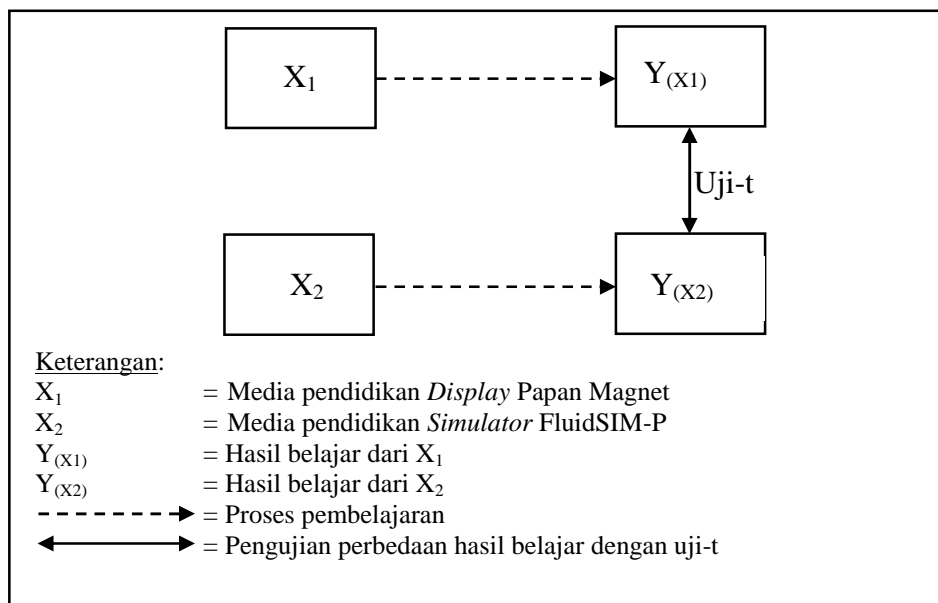 X₁
Y₍X1₎
Uji-t
X₂
Y₍X2₎
Keterangan:
X₁ = Media pendidikan Display Papan Magnet
X₂ = Media pendidikan Simulator FluidSIM-P
Y₍X1₎ = Hasil belajar dari X₁
Y₍X2₎ = Hasil belajar dari X₂
= Proses pembelajaran
= Pengujian perbedaan hasil belajar dengan uji-t